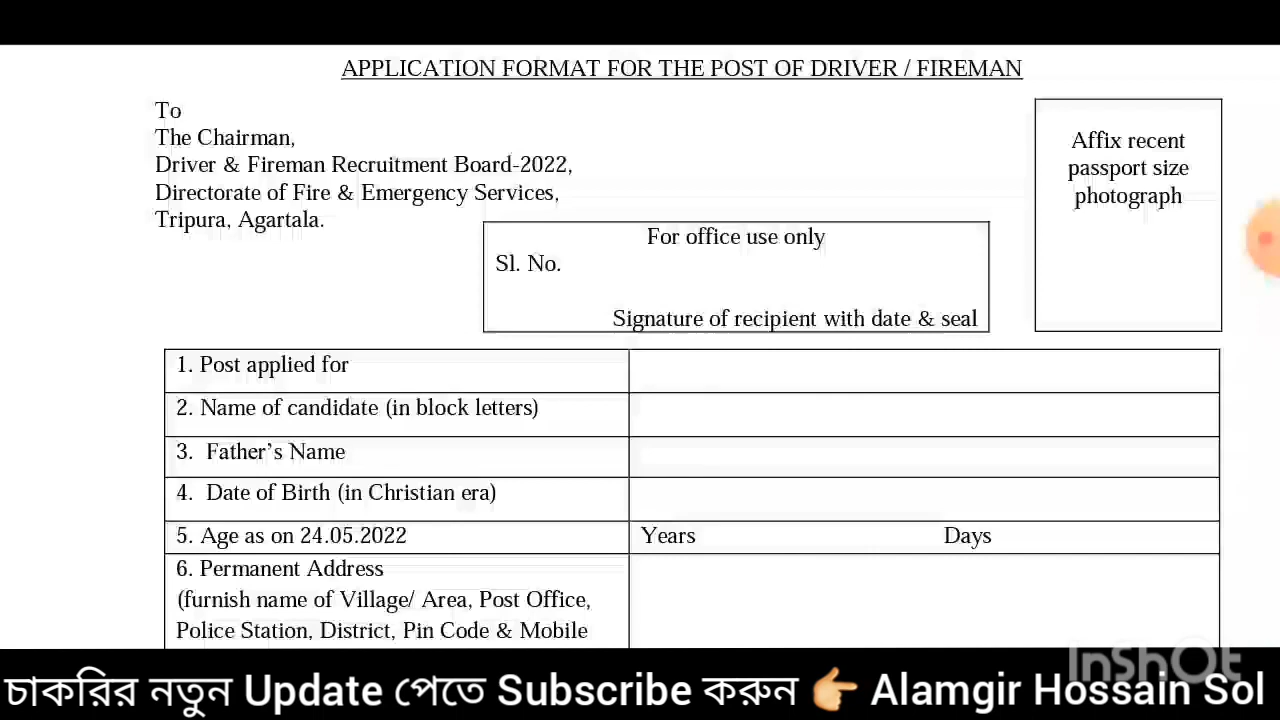 APPLICATION FORMAT FOR THE POST OF DRIVER / FIREMAN
To
The Chairman,
Driver & Fireman Recruitment Board-2022,
Directorate of Fire & Emergency Services,
Tripura, Agartala.
Affix recent
passport size
photograph
For office use only
Sl. No.
Signature of recipient with date & seal
1. Post applied for
2. Name of candidate (in block letters)
3. Father’s Name
4. Date of Birth (in Christian era)
5. Age as on 24.05.2022 Years Days
6. Permanent Address
(furnish name of Village/ Area, Post Office,
Police Station, District, Pin Code & Mobile
InShOt
চাকরির নতুন Update পেতে Subscribe করুন 👉 Alamgir Hossain Sol